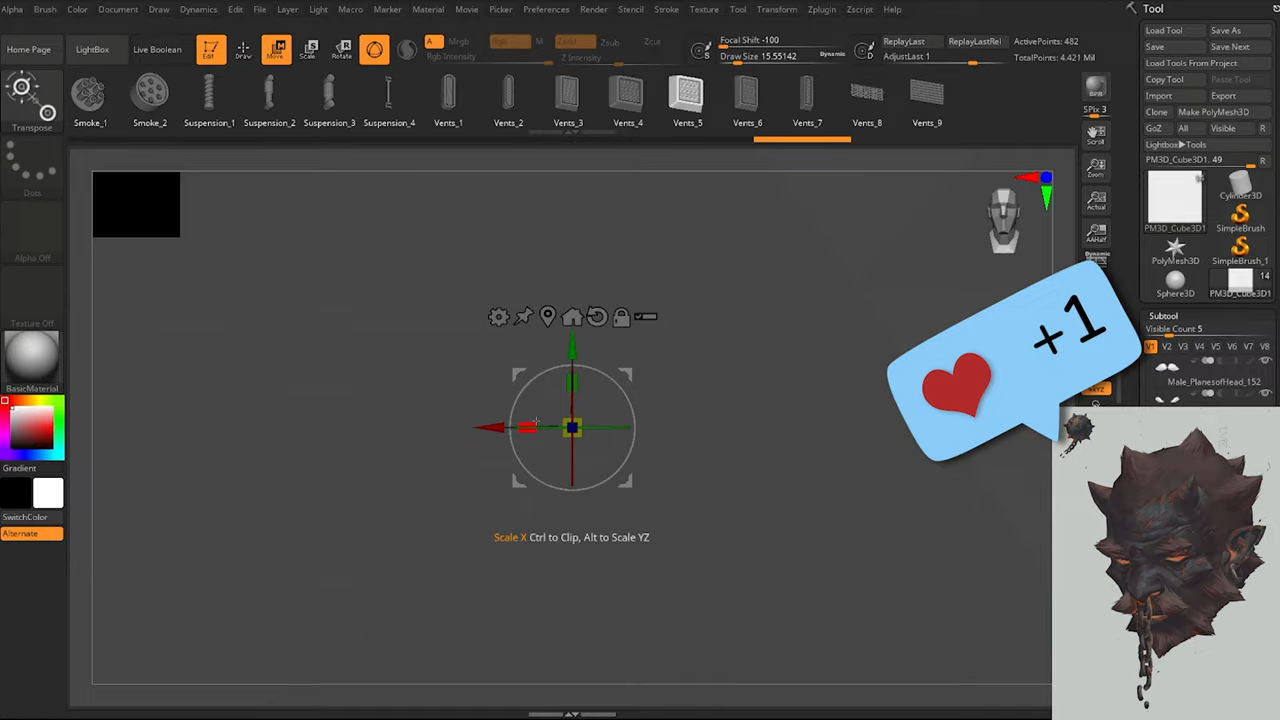 Alpha Brush Color Document Draw Dynamics Edit File Layer Light Macro Marker Material Movie Picker Preferences Render Stencil Stroke Texture Tool Transform Zplugin Zscript Help
Tool
Home Page LightBox Live Boolean Edit Draw Move Scale Rotate A Mrgb Rgb M Zadd Zsub Zcut
Rgb Intensity Z Intensity
Focal Shift -100
Draw Size 15.55142 Dynamic
ReplayLast ReplayLastRel
AdjustLast 1
ActivePoints: 482
TotalPoints: 4.421 mil
Load Tool Save As
Save Save Next
Load Tools From Project
Copy Tool Paste Tool
Import Export
Clone Make PolyMesh3D
GoZ All Visible R
Lightbox▶Tools
PM3D_Cube3D1. 49 R
Transpose
Smoke_1 Smoke_2 Suspension_1 Suspension_2 Suspension_3 Suspension_4 Vents_1 Vents_2 Vents_3 Vents_4 Vents_5 Vents_6 Vents_7 Vents_8 Vents_9
BPR
SPix 3
Scroll
Zoom
Actual
AAHalf
Dynamic
Cylinder3D
PM3D_Cube3D1 SimpleBrush
PolyMesh3D SimpleBrush_1
14
Sphere3D PM3D_Cube3D1
Subtool
Visible Count 5
V1 V2 V3 V4 V5 V6 V7 V8
Male_PlanesofHead_152
Dots
Alpha Off
Texture Off
BasicMaterial
Gradient
SwitchColor
Alternate
+1
Scale X Ctrl to Clip, Alt to Scale YZ